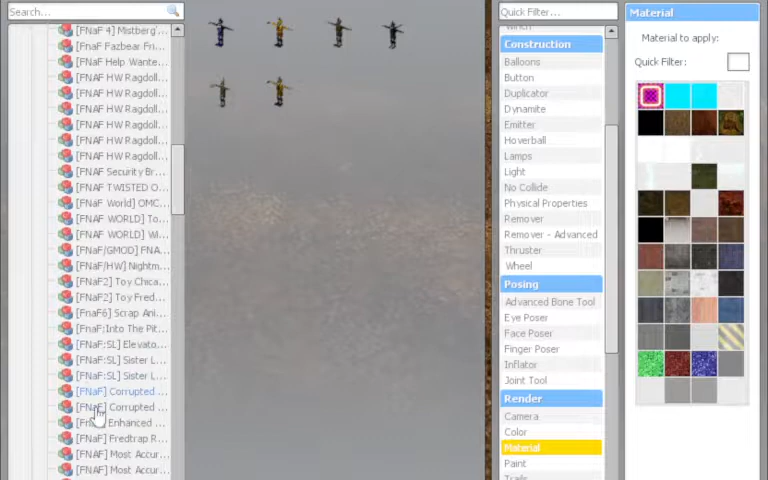 Search...
[FNAF 4] Mistberg'...
[FnaF Fazbear Fri...
[FNaF Help Wante...
[FNAF HW Ragdoll...
[FNAF HW Ragdoll...
[FNAF HW Ragdoll...
[FNAF HW Ragdoll...
[FNAF HW Ragdoll...
[FNAF Security Br...
[FNAF TWISTED O...
[FNAF World] OMC...
[FNAF WORLD] To...
[FNAF WORLD] WI...
[FNaF/GMOD] FNA...
[FNaF/HW] Nightm...
[FNaF2] Toy Chica...
[FNaF2] Toy Fred...
[FnaF6] Scrap Ani...
[FnaF;Into The Pit...
[FNaF:SL] Elevato...
[FNaF:SL] Sister L...
[FNaF:SL] Sister L...
[FNaF] Corrupted ...
[FNaF] Corrupted ...
Enhanced ...
[FNaF] Fredtrap R...
[FNAF] Most Accur...
[FNAF] Most Accur...
Quick Filter...
Winch
Construction
Balloons
Button
Duplicator
Dynamite
Emitter
Hoverball
Lamps
Light
No Collide
Physical Properties
Remover
Remover - Advanced
Thruster
Wheel
Posing
Advanced Bone Tool
Eye Poser
Face Poser
Finger Poser
Inflator
Joint Tool
Render
Camera
Color
Material
Paint
Trails
Material
Material to apply:
Quick Filter: